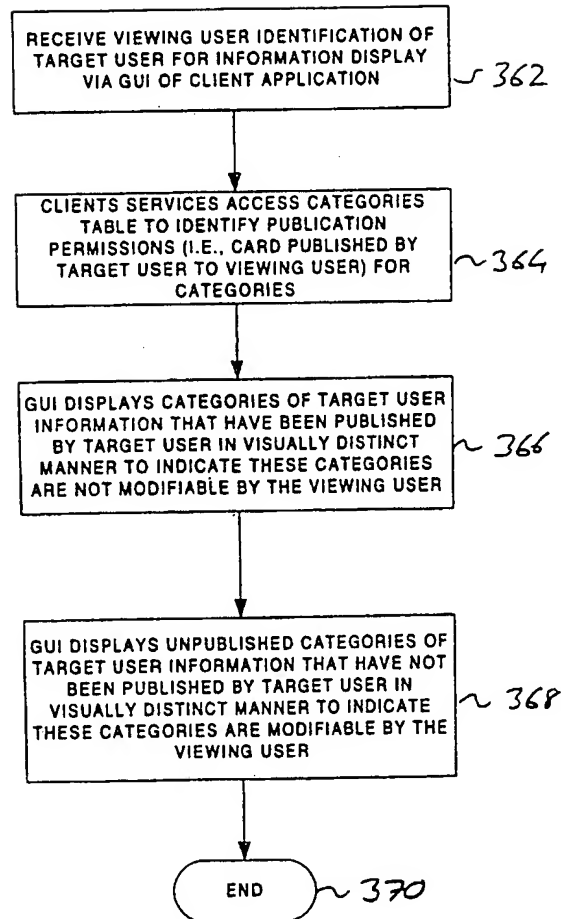 RECEIVE VIEWING USER IDENTIFICATION OF
TARGET USER FOR INFORMATION DISPLAY
VIA GUI OF CLIENT APPLICATION
362
CLIENTS SERVICES ACCESS CATEGORIES
TABLE TO IDENTIFY PUBLICATION
PERMISSIONS (I.E., CARD PUBLISHED BY
TARGET USER TO VIEWING USER) FOR
CATEGORIES
364
GUI DISPLAYS CATEGORIES OF TARGET USER
INFORMATION THAT HAVE BEEN PUBLISHED
BY TARGET USER IN VISUALLY DISTINCT
MANNER TO INDICATE THESE CATEGORIES
ARE NOT MODIFIABLE BY THE VIEWING USER
366
GUI DISPLAYS UNPUBLISHED CATEGORIES OF
TARGET USER INFORMATION THAT HAVE NOT
BEEN PUBLISHED BY TARGET USER IN
VISUALLY DISTINCT MANNER TO INDICATE
THESE CATEGORIES ARE MODIFIABLE BY THE
VIEWING USER
368
END
370